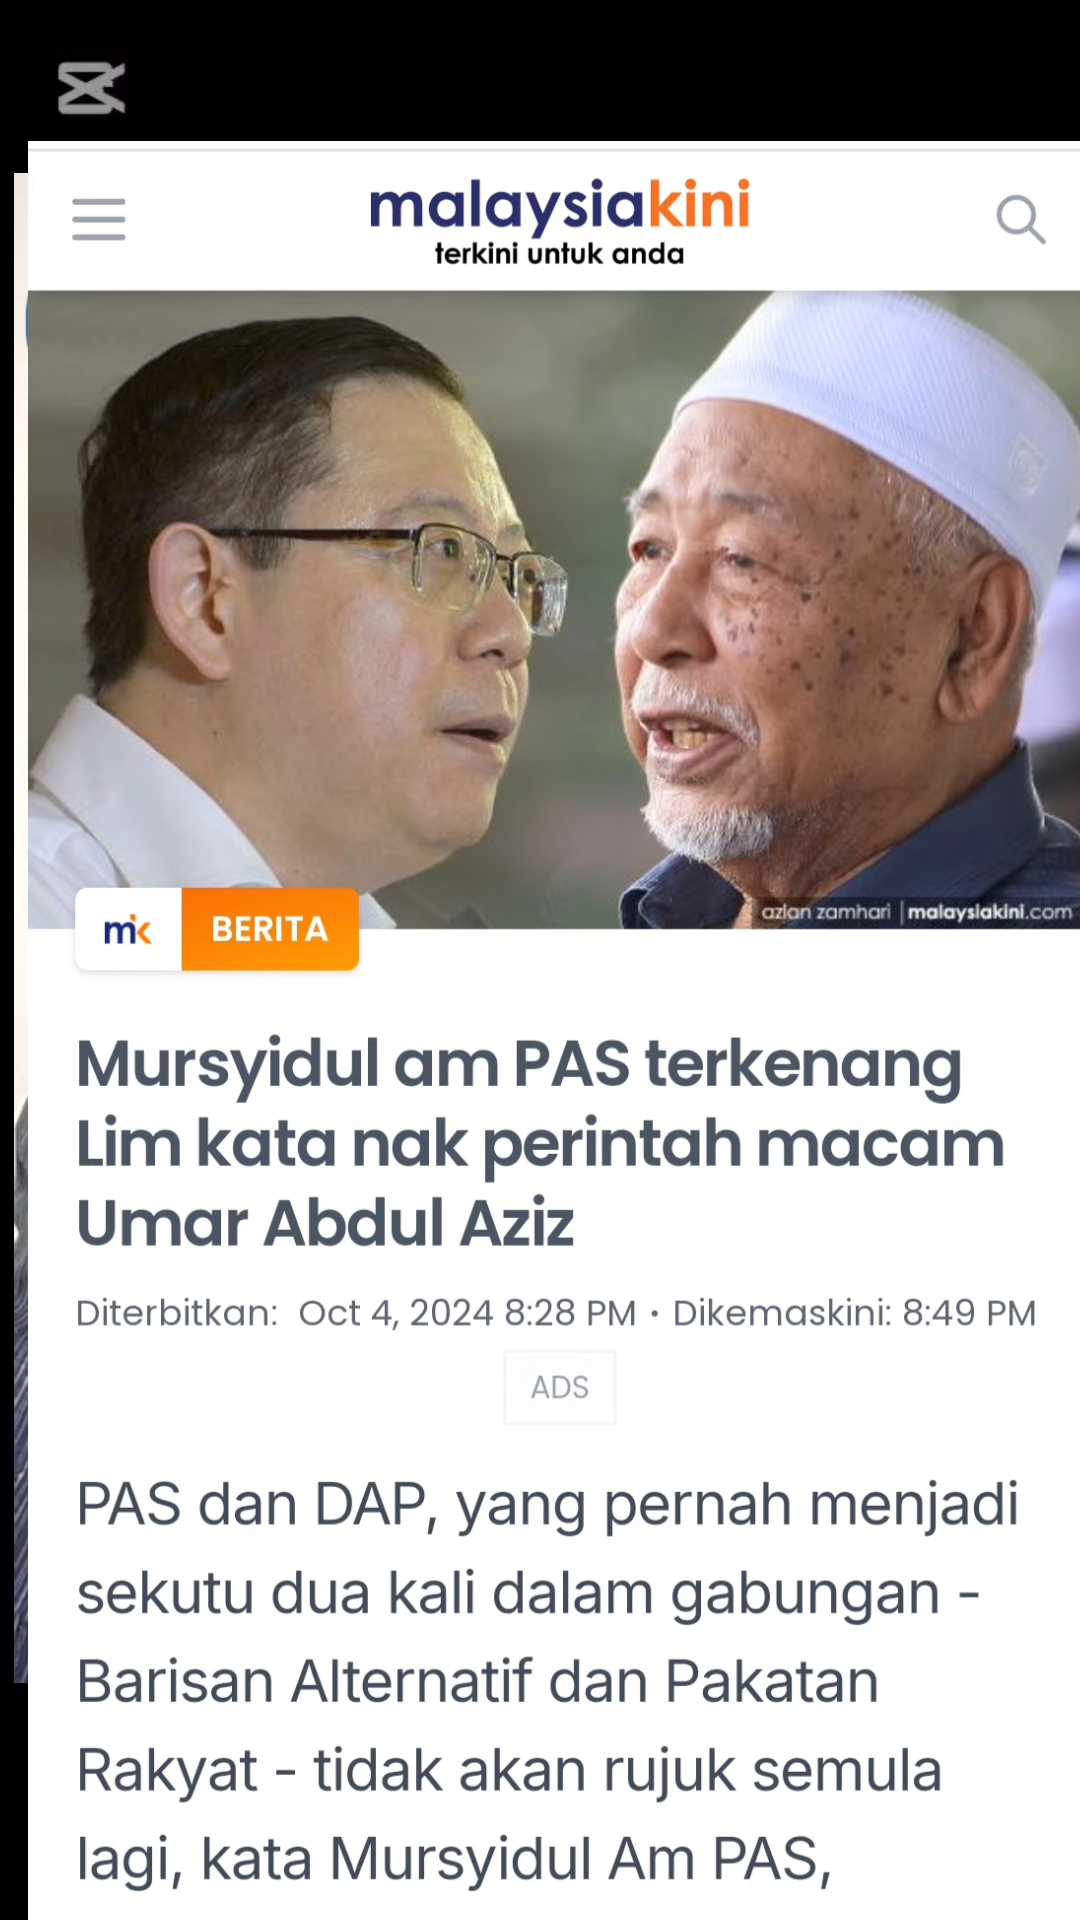 malaysiakini
terkini untuk anda
azlan zamhari | malaysiakini.com
mk BERITA
Mursyidul am PAS terkenang
Lim kata nak perintah macam
Umar Abdul Aziz
Diterbitkan: Oct 4, 2024 8:28 PM • Dikemaskini: 8:49 PM
ADS
PAS dan DAP, yang pernah menjadi
sekutu dua kali dalam gabungan -
Barisan Alternatif dan Pakatan
Rakyat - tidak akan rujuk semula
lagi, kata Mursyidul Am PAS,